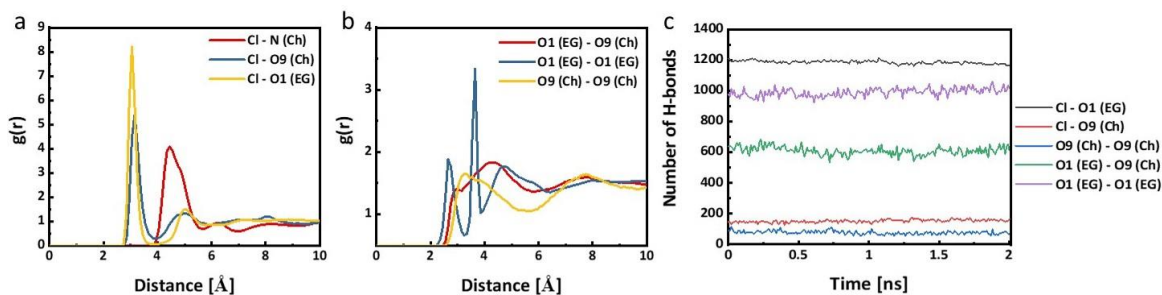 a
9
8
7
6
5
4
3
2
1
0
g(r)
0 2 4 6 8 10
Distance [Å]
Cl - N (Ch)
Cl - O9 (Ch)
Cl - O1 (EG)
b
4
3
2
1
g(r)
0 2 4 6 8 10
Distance [Å]
O1 (EG) - O9 (Ch)
O1 (EG) - O1 (EG)
O9 (Ch) - O9 (Ch)
c
1400
1200
1000
800
600
400
200
0
Number of H-bonds
0 0.5 1 1.5 2
Time [ns]
Cl - O1 (EG)
Cl - O9 (Ch)
O9 (Ch) - O9 (Ch)
O1 (EG) - O9 (Ch)
O1 (EG) - O1 (EG)